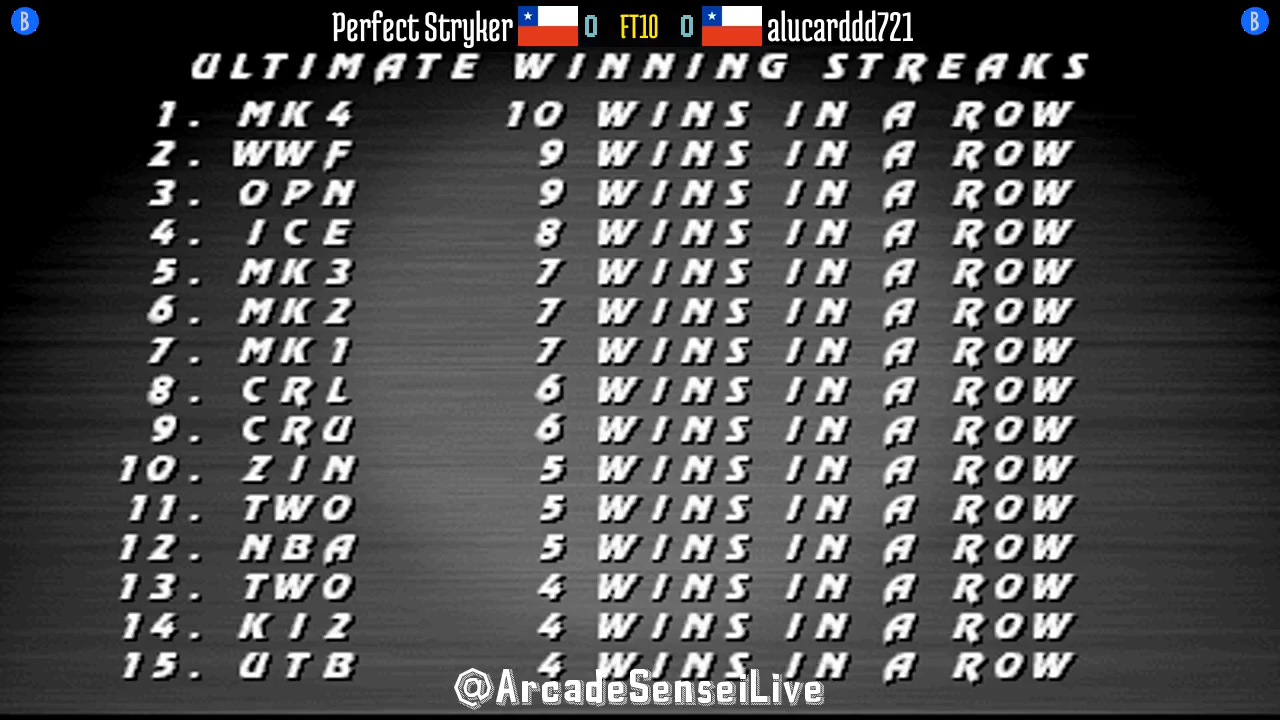 B Perfect Stryker 0 FT10 0 alucarddd721 B
ULTIMATE WINNING STREAKS
1. MK4 10 WINS IN A ROW
2. WWF 9 WINS IN A ROW
3. OPN 9 WINS IN A ROW
4. ICE 8 WINS IN A ROW
5. MK3 7 WINS IN A ROW
6. MK2 7 WINS IN A ROW
7. MK1 7 WINS IN A ROW
8. CRL 6 WINS IN A ROW
9. CRU 6 WINS IN A ROW
10. ZIN 5 WINS IN A ROW
11. TWO 5 WINS IN A ROW
12. NBA 5 WINS IN A ROW
13. TWO 4 WINS IN A ROW
14. KI2 4 WINS IN A ROW
15. UTB 4 WINS IN A ROW
@ArcadeSenseiLive